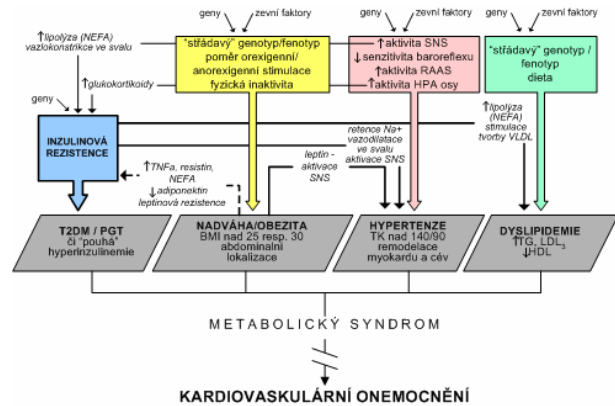 geny
zevní faktory
geny
zevní faktory
geny
zevní faktory
↑lipolýza (NEFA)
vazokonstrikce ve svalu
↑glukokortikoidy
geny
"střádavý" genotyp/fenotyp
poměr orexigenní/
anorexigenní stimulace
fyzická inaktivita
↑aktivita SNS
↓senzitivita baroreflexu
↑aktivita RAAS
↑aktivita HPA osy
"střádavý" genotyp /
fenotyp
dieta
INZULINOVÁ
REZISTENCE
↑TNFa, resistin,
NEFA
↓adiponektin
leptinová rezistence
leptin -
aktivace
SNS
retence Na+
vazodilatace
ve svalu
aktivace SNS
↑lipolýza
(NEFA)
stimulace
tvorby VLDL
T2DM / PGT
či "pouhá"
hyperinzulinemie
NADVÁHA/OBEZITA
BMI nad 25 resp. 30
abdominální
lokalizace
HYPERTENZE
TK nad 140/90
remodelace
myokardu a cév
DYSLIPIDEMIE
↑TG, LDL3
↓HDL
METABOLICKÝ SYNDROM
KARDIOVASKULÁRNÍ ONEMOCNĚNÍ